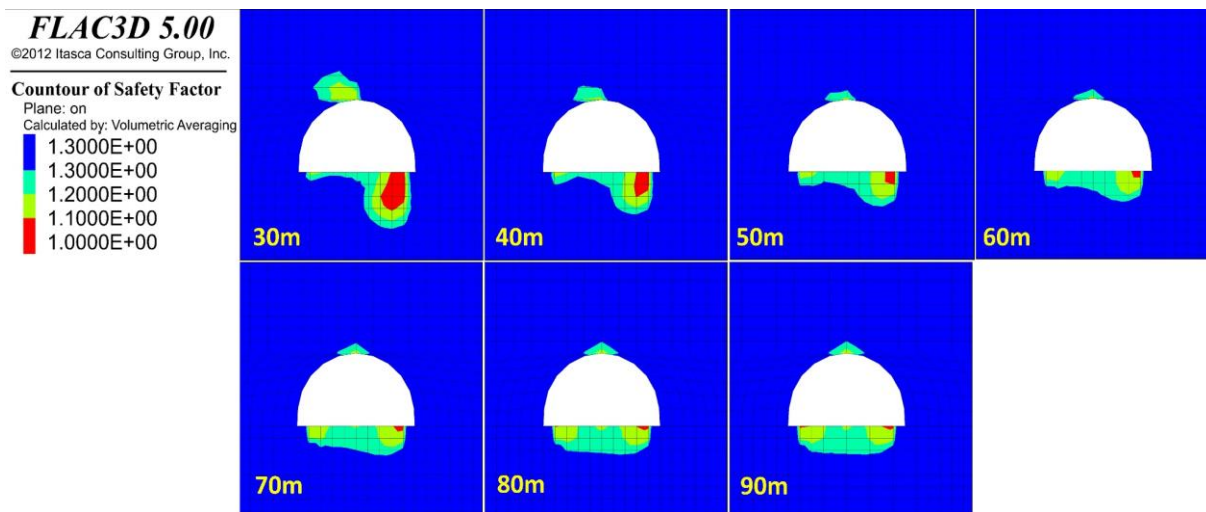 FLAC3D 5.00
©2012 Itasca Consulting Group, Inc.
Countour of Safety Factor
Plane: on
Calculated by: Volumetric Averaging
1.3000E+00
1.3000E+00
1.2000E+00
1.1000E+00
1.0000E+00
30m
40m
50m
60m
70m
80m
90m